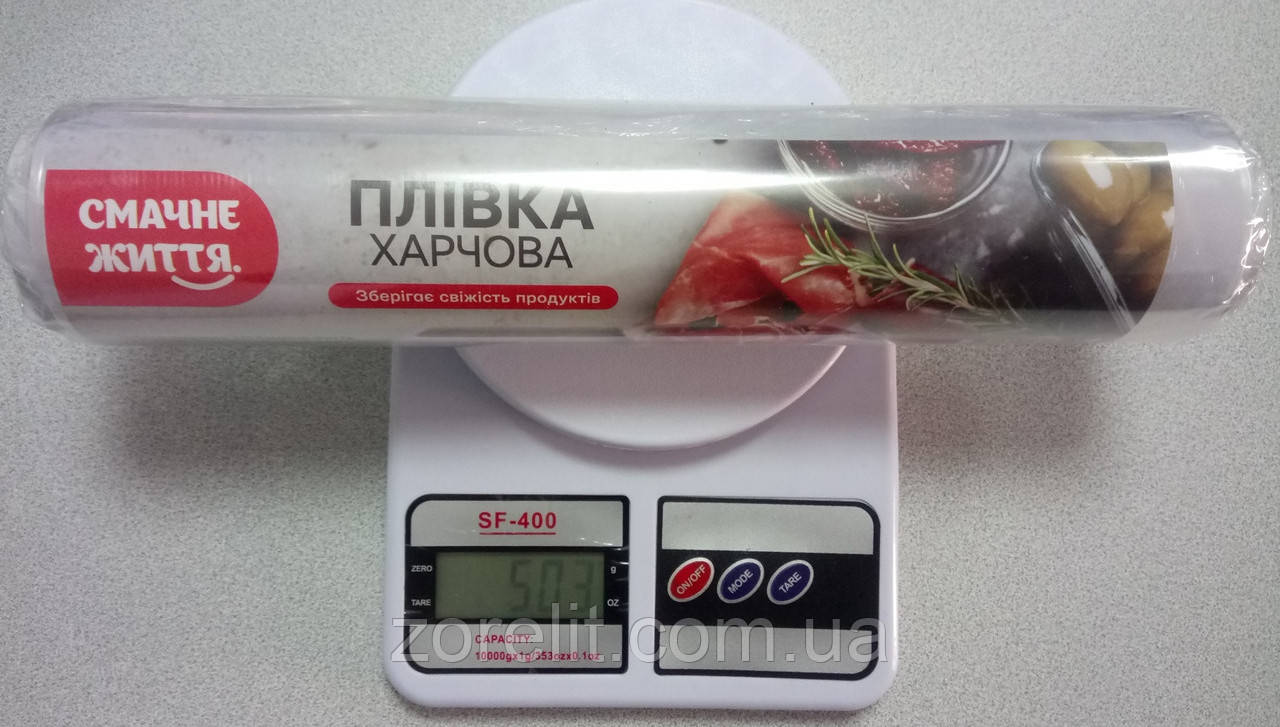 СМАЧНЕ
ЖИТТЯ.
ПЛІВКА
ХАРЧОВА
Зберігає свіжість продуктів
SF-400
ZERO
g
503
TARE
OZ
ON/OFF
MODE
TARE
CAPACITY:
10000gx1g/353ozx0.1oz
zorelit.com.ua